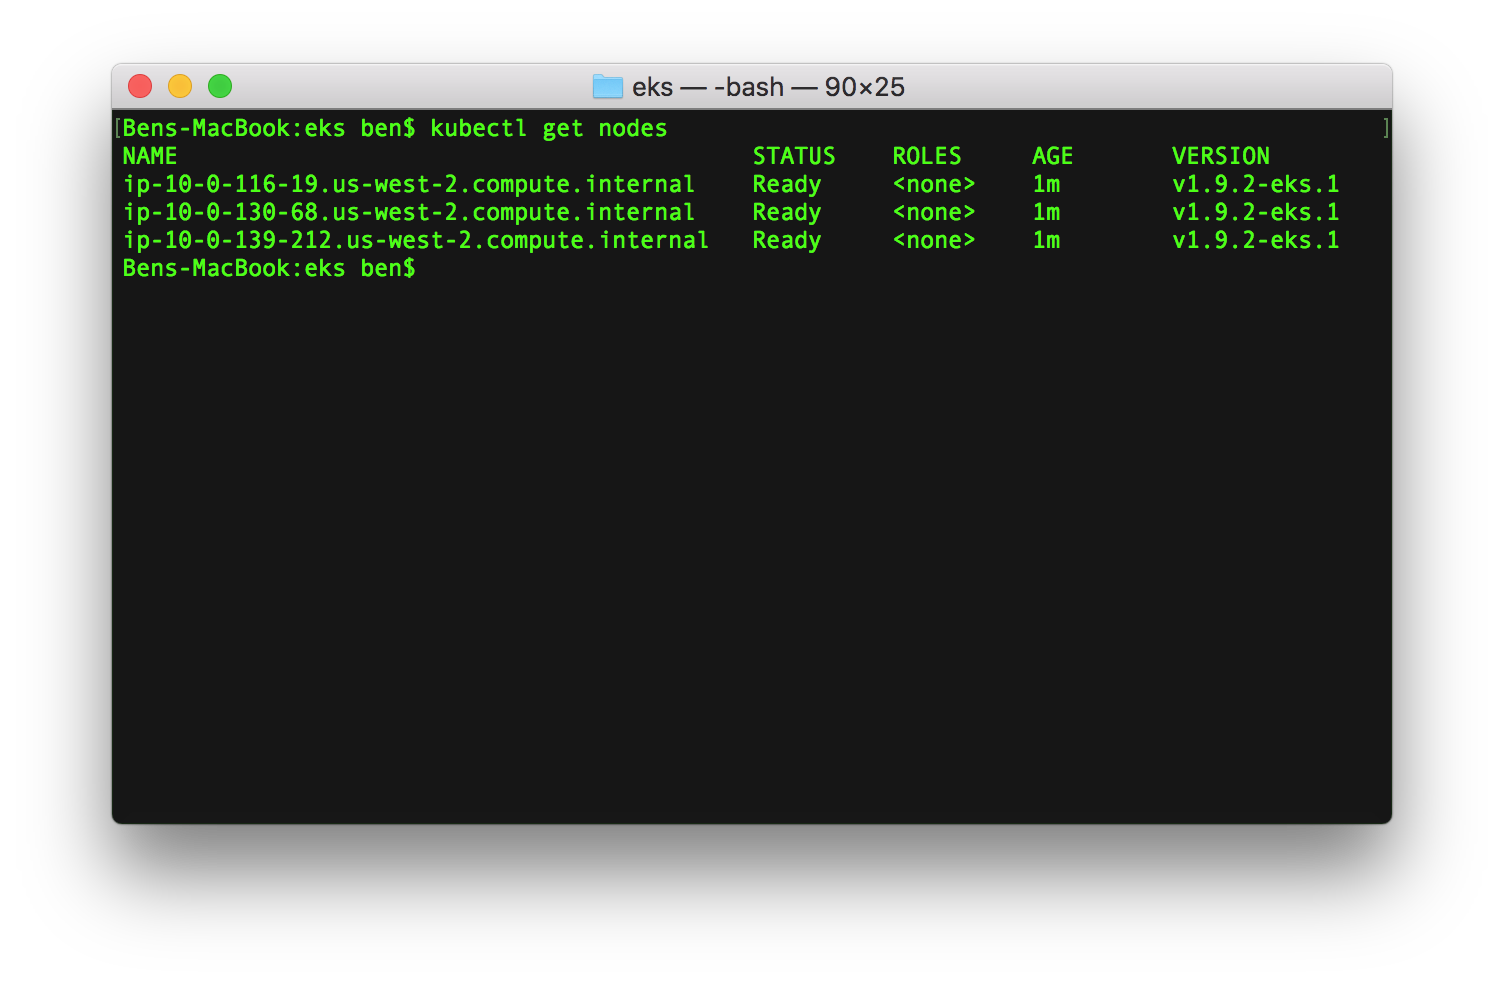 eks — -bash — 90×25
[Bens-MacBook:eks ben$ kubectl get nodes ]
NAME STATUS ROLES AGE VERSION
ip-10-0-116-19.us-west-2.compute.internal Ready <none> 1m v1.9.2-eks.1
ip-10-0-130-68.us-west-2.compute.internal Ready <none> 1m v1.9.2-eks.1
ip-10-0-139-212.us-west-2.compute.internal Ready <none> 1m v1.9.2-eks.1
Bens-MacBook:eks ben$